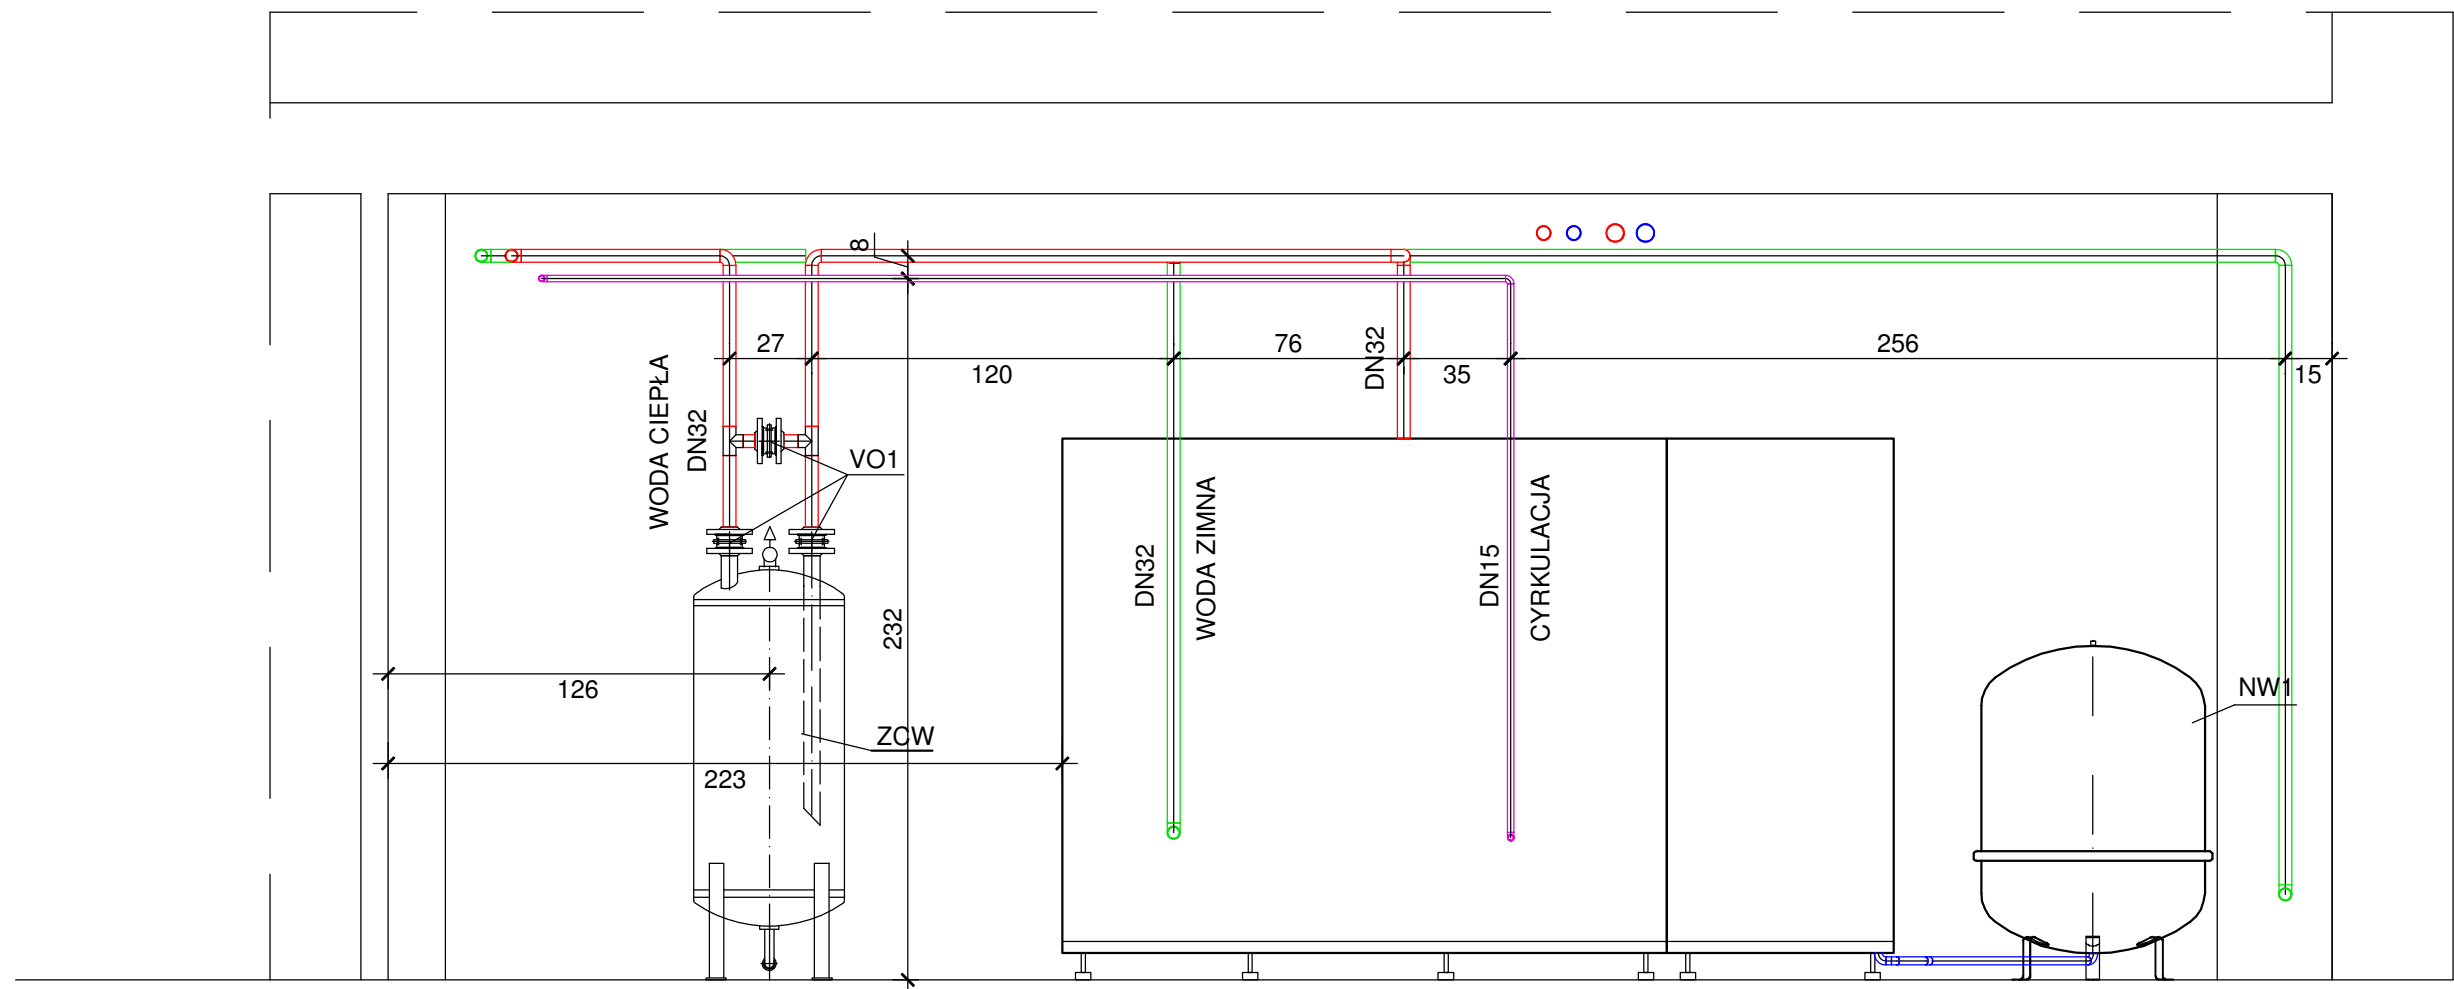 8
27
120
76
DN32
35
256
15
WODA CIEPŁA
DN32
VO1
DN32
WODA ZIMNA
DN15
CYRKULACJA
232
126
ZCW
223
NW1